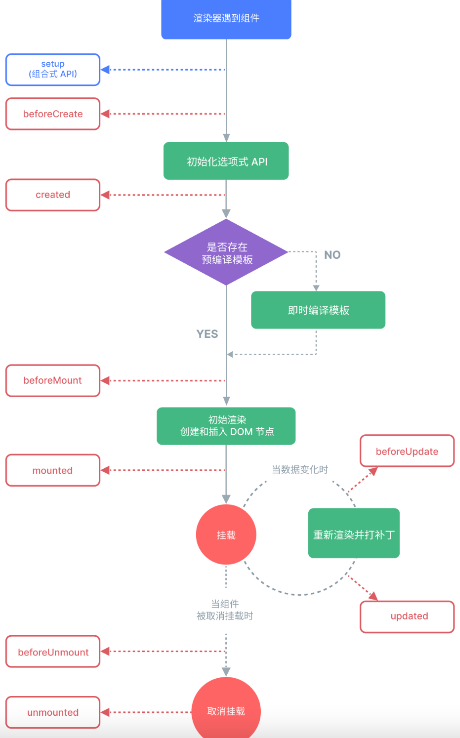 渲染器遇到组件
setup
(组合式 API)
beforeCreate
初始化选项式 API
created
是否存在
预编译模板
NO
即时编译模板
YES
beforeMount
初始渲染
创建和插入 DOM 节点
mounted
当数据变化时
beforeUpdate
挂载
重新渲染并打补丁
updated
当组件
被取消挂载时
beforeUnmount
取消挂载
unmounted